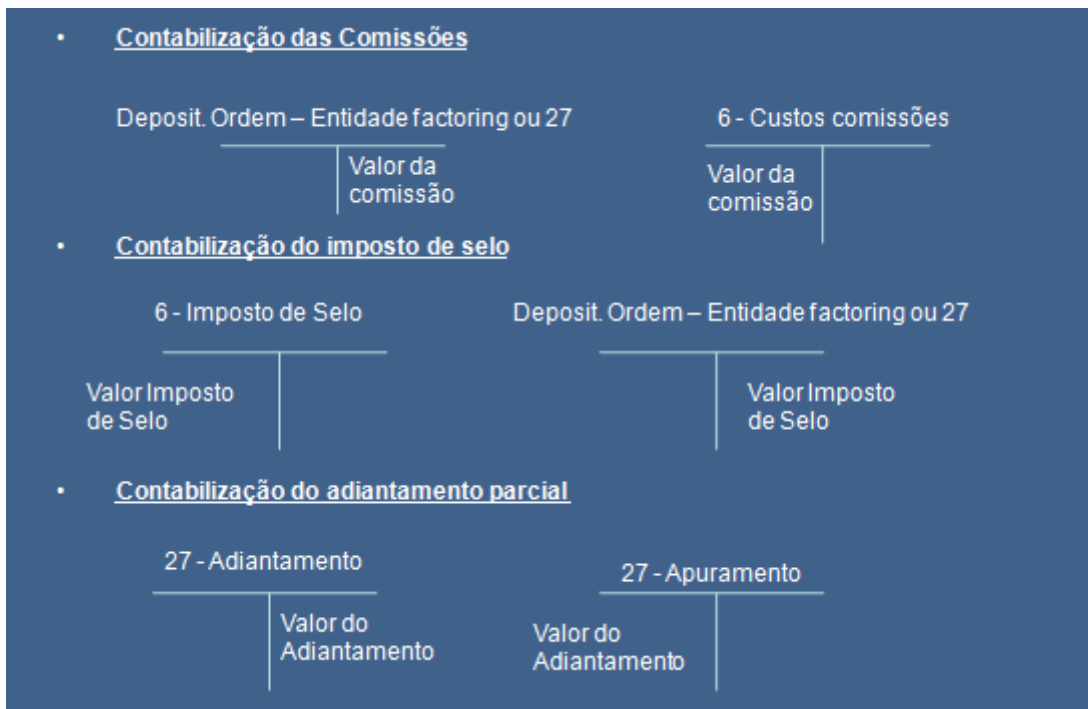 • Contabilização das Comissões
Deposit. Ordem – Entidade factoring ou 27
6 - Custos comissões
Valor da
comissão
Valor da
comissão
• Contabilização do imposto de selo
6 - Imposto de Selo
Deposit. Ordem – Entidade factoring ou 27
Valor Imposto
de Selo
Valor Imposto
de Selo
• Contabilização do adiantamento parcial
27 - Adiantamento
27 - Apuramento
Valor do
Adiantamento
Valor do
Adiantamento